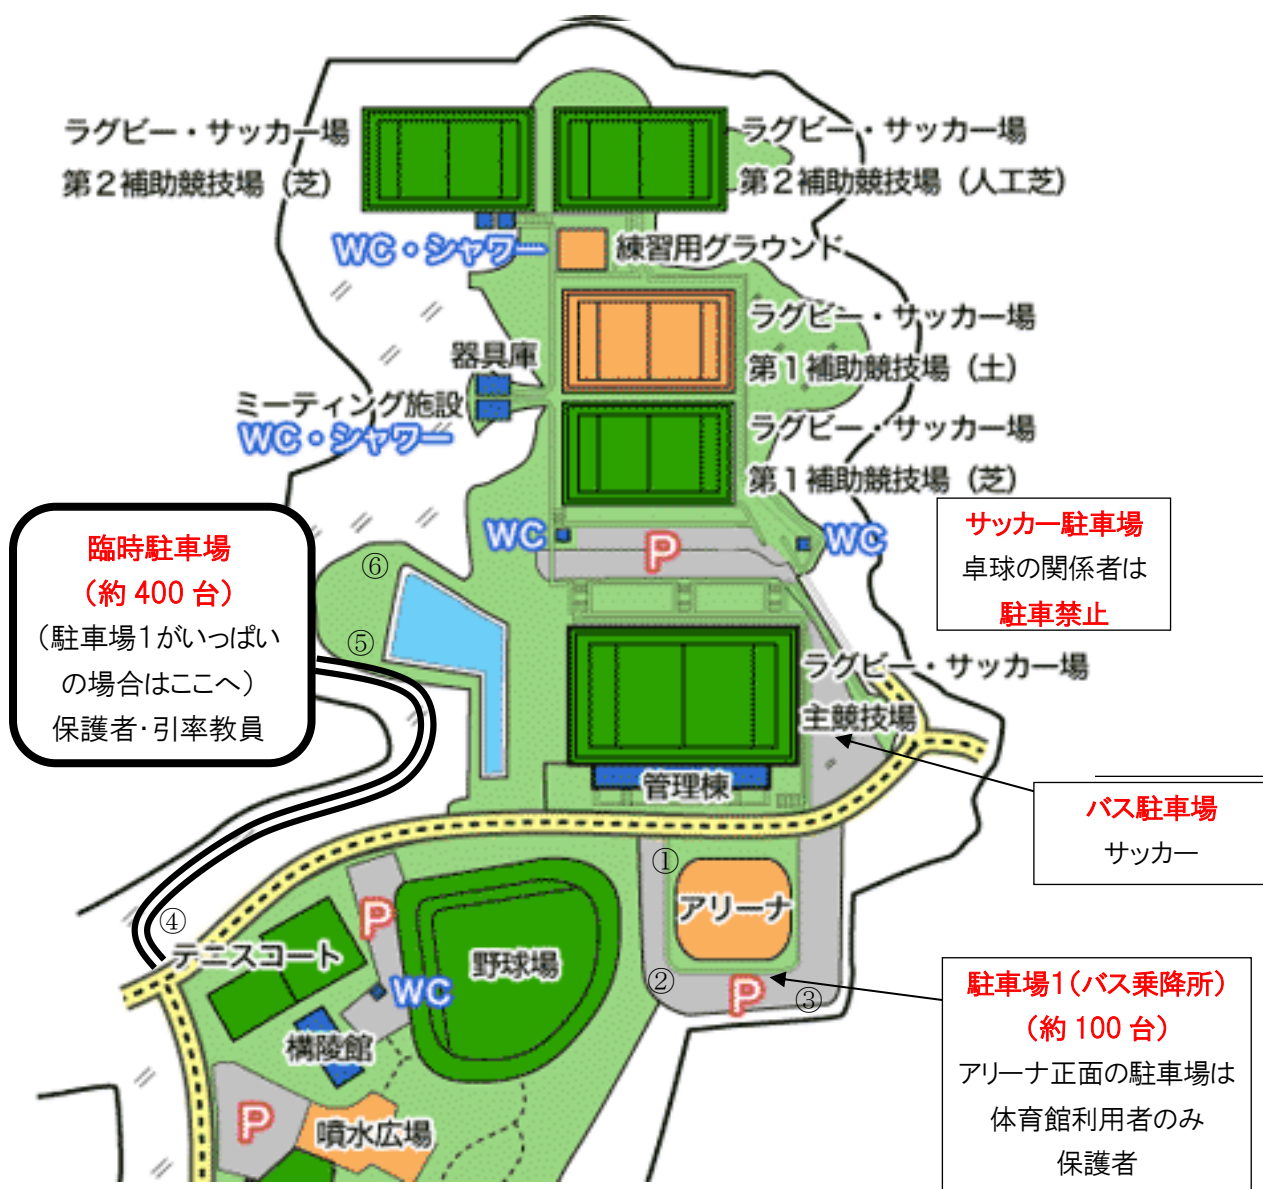 ラグビー・サッカー場
第2補助競技場（芝）
ラグビー・サッカー場
第2補助競技場（人工芝）
WC・シャワー
練習用グラウンド
ラグビー・サッカー場
第1補助競技場（土）
器具庫
ミーティング施設
WC・シャワー
ラグビー・サッカー場
第1補助競技場（芝）
WC
P
WC
サッカー駐車場
卓球の関係者は
駐車禁止
臨時駐車場
（約400台）
（駐車場1がいっぱい
の場合はここへ）
保護者・引率教員
⑥
⑤
ラグビー・サッカー場
主競技場
管理棟
バス駐車場
サッカー
①
アリーナ
②
P
③
④
テニスコート
P
WC
野球場
構陵館
P
噴水広場
駐車場1（バス乗降所）
（約100台）
アリーナ正面の駐車場は
体育館利用者のみ
保護者